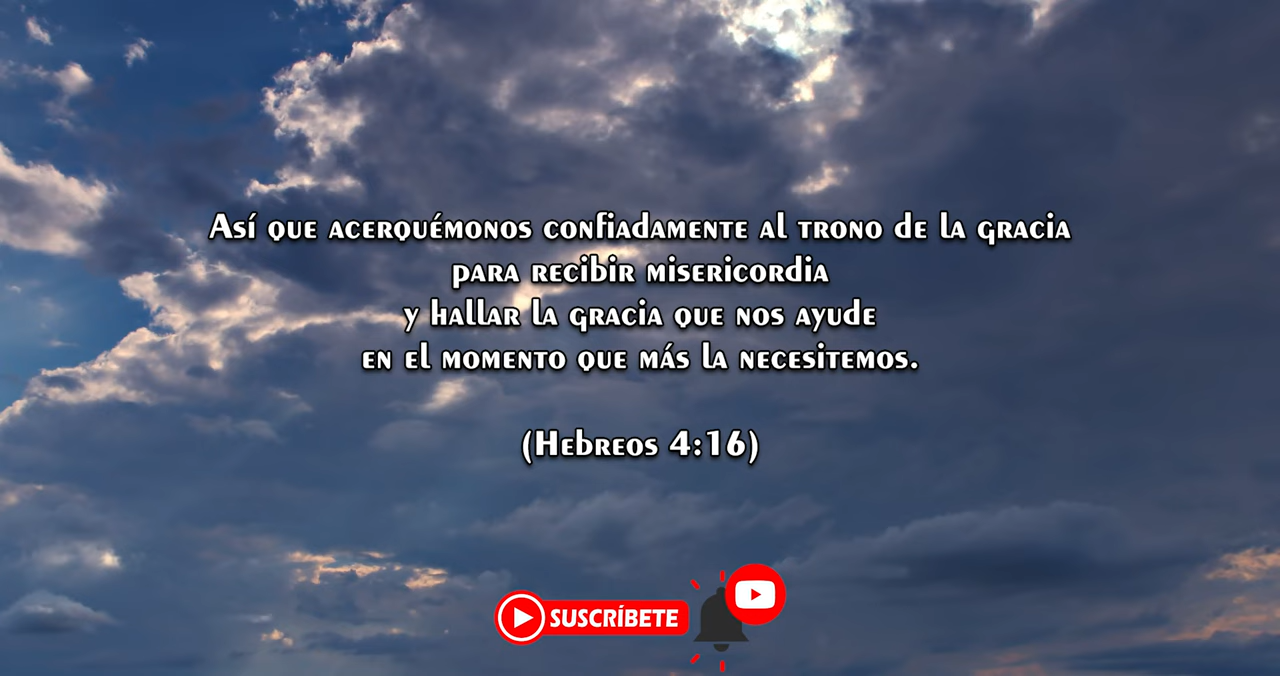 Así que acerquémonos confiadamente al trono de la gracia
para recibir misericordia
y hallar la gracia que nos ayude
en el momento que más la necesitemos.
(Hebreos 4:16)
SUSCRÍBETE